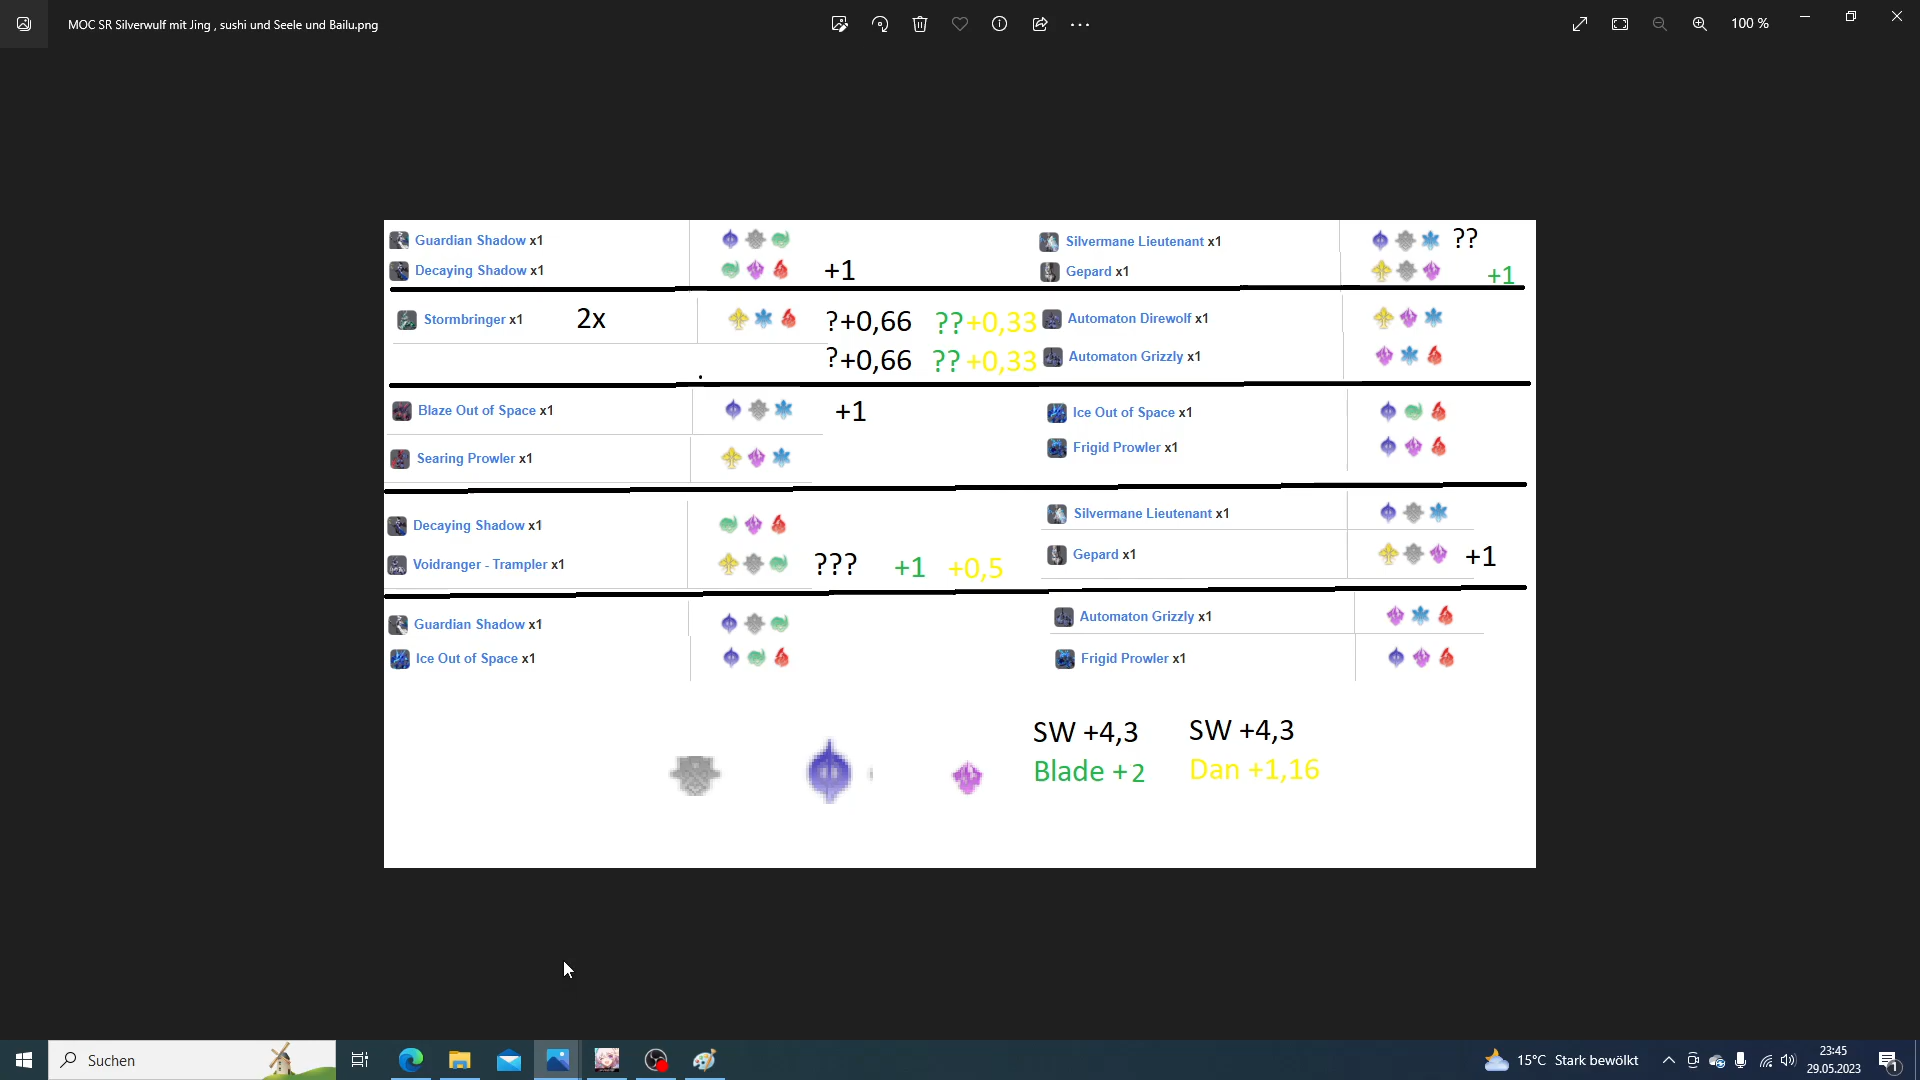 MOC SR Silverwulf mit Jing , sushi und Seele und Bailu.png
100 %
Guardian Shadow x1
Silvermane Lieutenant x1 ??
Decaying Shadow x1 +1
Gepard x1 +1
Stormbringer x1 2x ?+0,66 ??+0,33
Automaton Direwolf x1
?+0,66 ?? +0,33
Automaton Grizzly x1
Blaze Out of Space x1 +1
Ice Out of Space x1
Searing Prowler x1
Frigid Prowler x1
Decaying Shadow x1
Silvermane Lieutenant x1
Voidranger - Trampler x1 ??? +1 +0,5
Gepard x1 +1
Guardian Shadow x1
Automaton Grizzly x1
Ice Out of Space x1
Frigid Prowler x1
SW +4,3 SW +4,3
Blade +2 Dan +1,16
Suchen
15°C Stark bewölkt
23:45
29.05.2023
1